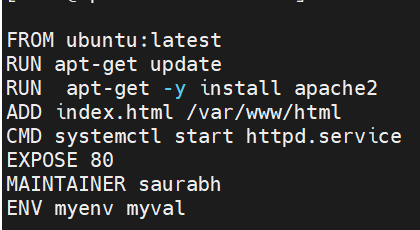 FROM ubuntu:latest
RUN apt-get update
RUN  apt-get -y install apache2
ADD index.html /var/www/html
CMD systemctl start httpd.service
EXPOSE 80
MAINTAINER saurabh
ENV myenv myval